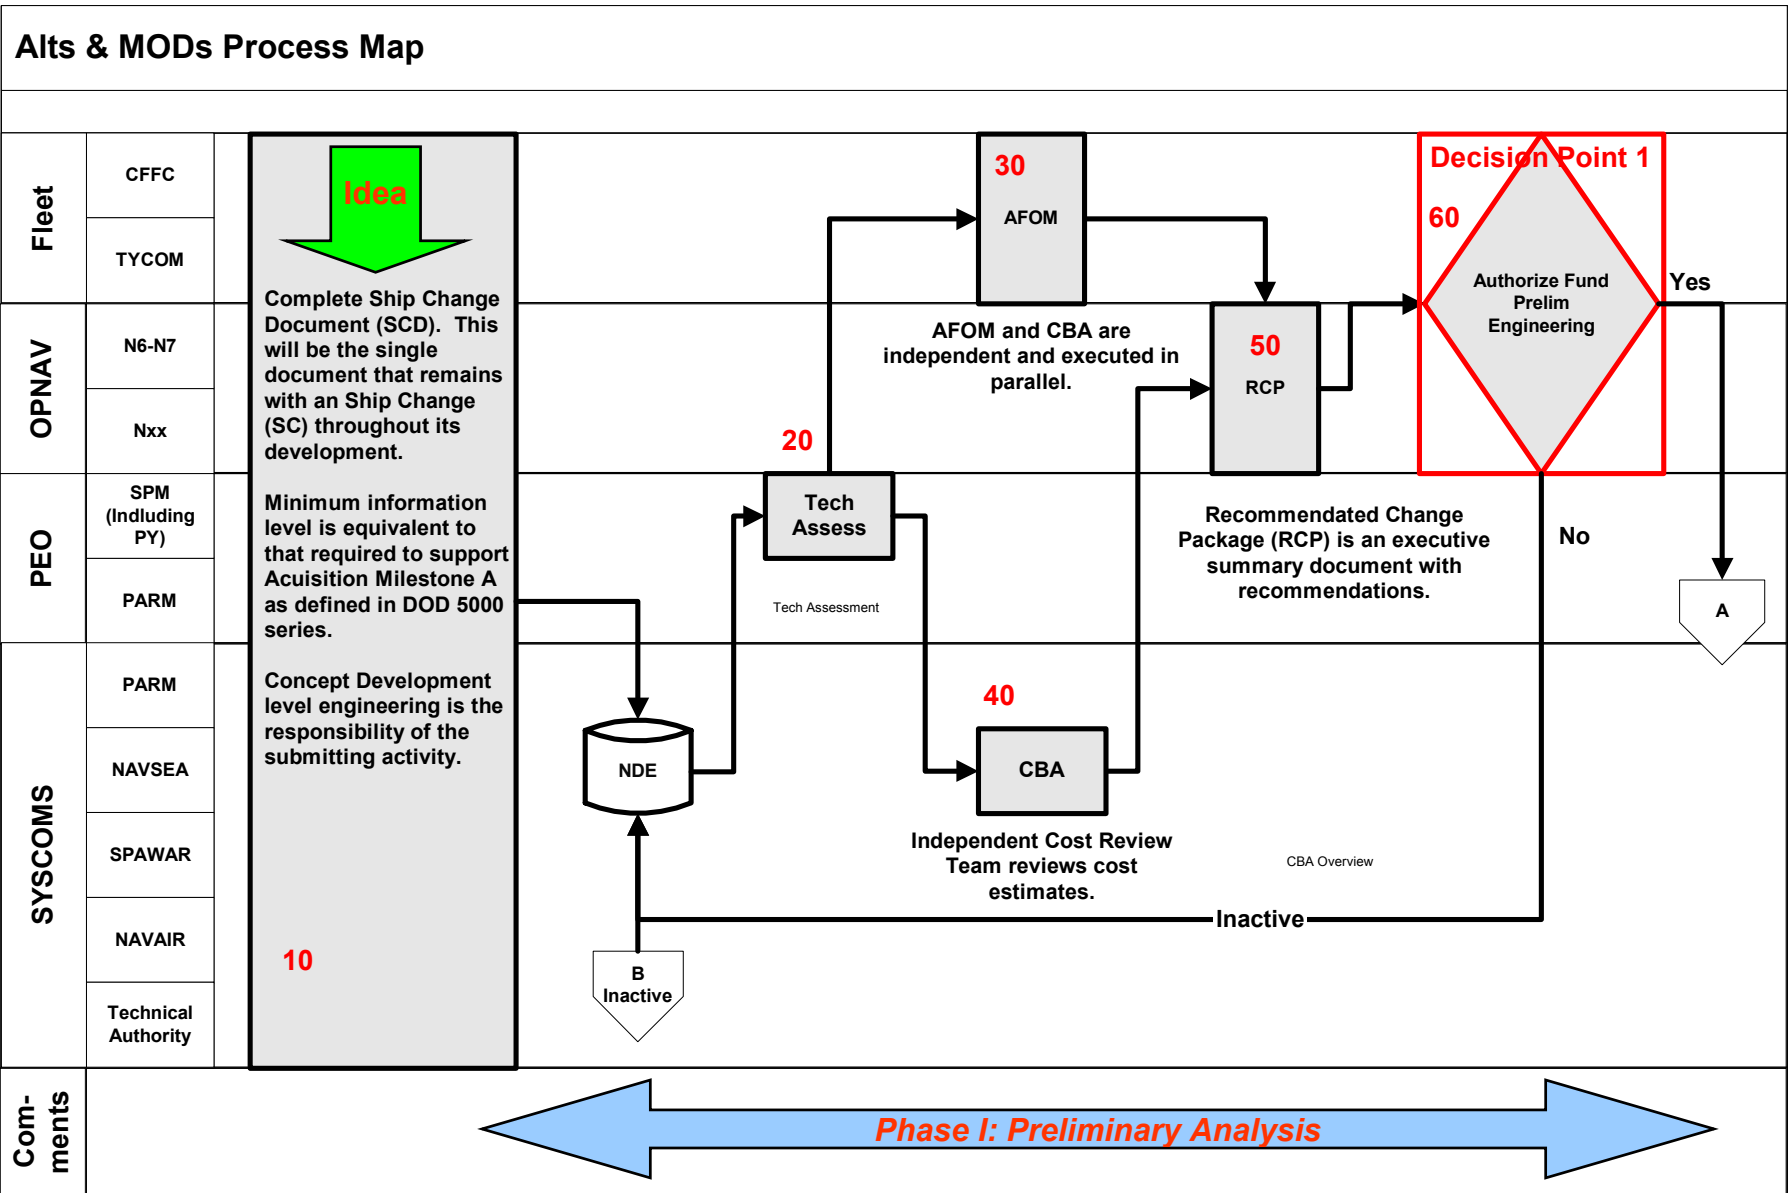 Alts & MODs Process Map
Fleet
CFFC
TYCOM
OPNAV
N6-N7
Nxx
PEO
SPM
(Indluding
PY)
PARM
SYSCOMS
PARM
NAVSEA
SPAWAR
NAVAIR
Technical
Authority
Com-
ments
Idea
Complete Ship Change
Document (SCD).  This
will be the single
document that remains
with an Ship Change
(SC) throughout its
development.
Minimum information
level is equivalent to
that required to support
Acuisition Milestone A
as defined in DOD 5000
series.
Concept Development
level engineering is the
responsibility of the
submitting activity.
10
NDE
B
Inactive
20
Tech
Assess
Tech Assessment
30
AFOM
AFOM and CBA are
independent and executed in
parallel.
40
CBA
Independent Cost Review
Team reviews cost
estimates.
CBA Overview
50
RCP
Recommendated Change
Package (RCP) is an executive
summary document with
recommendations.
Decision Point 1
60
Authorize Fund
Prelim
Engineering
Yes
No
A
Inactive
Phase I: Preliminary Analysis